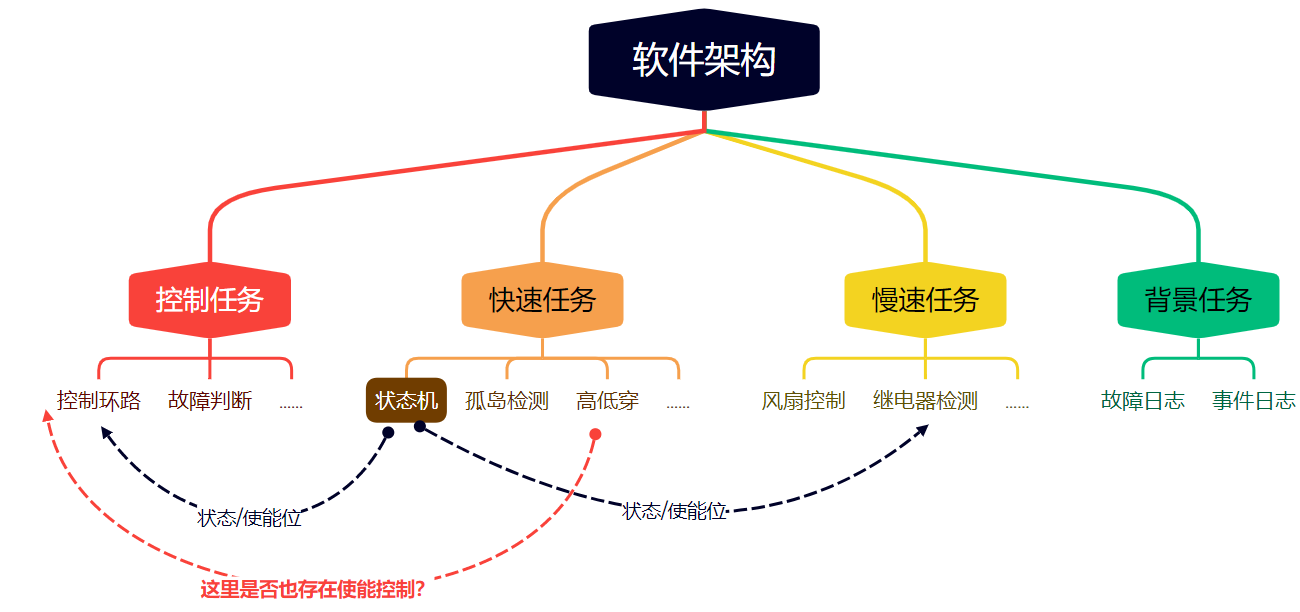 软件架构
控制任务
快速任务
慢速任务
背景任务
控制环路
故障判断
......
状态机
孤岛检测
高低穿
......
风扇控制
继电器检测
......
故障日志
事件日志
状态/使能位
状态/使能位
这里是否也存在使能控制？